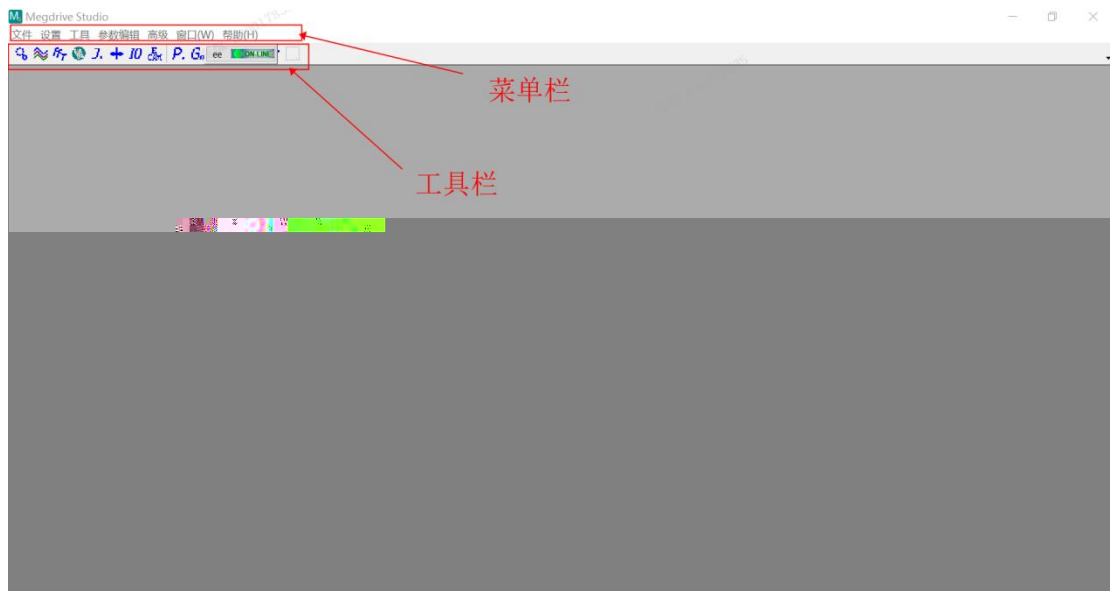 Megdrive Studio
文件 设置 工具 参数编辑 高级 窗口(W) 帮助(H)
J. IO P. ee ON-LINE
菜单栏
工具栏